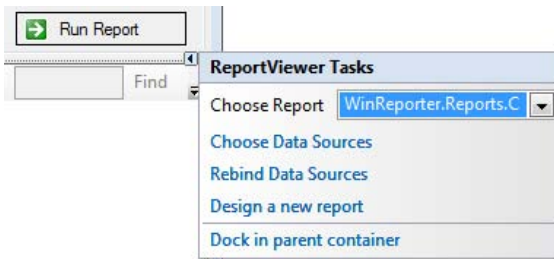 Run Report
Find
ReportViewer Tasks
Choose Report WinReporter.Reports.C
Choose Data Sources
Rebind Data Sources
Design a new report
Dock in parent container